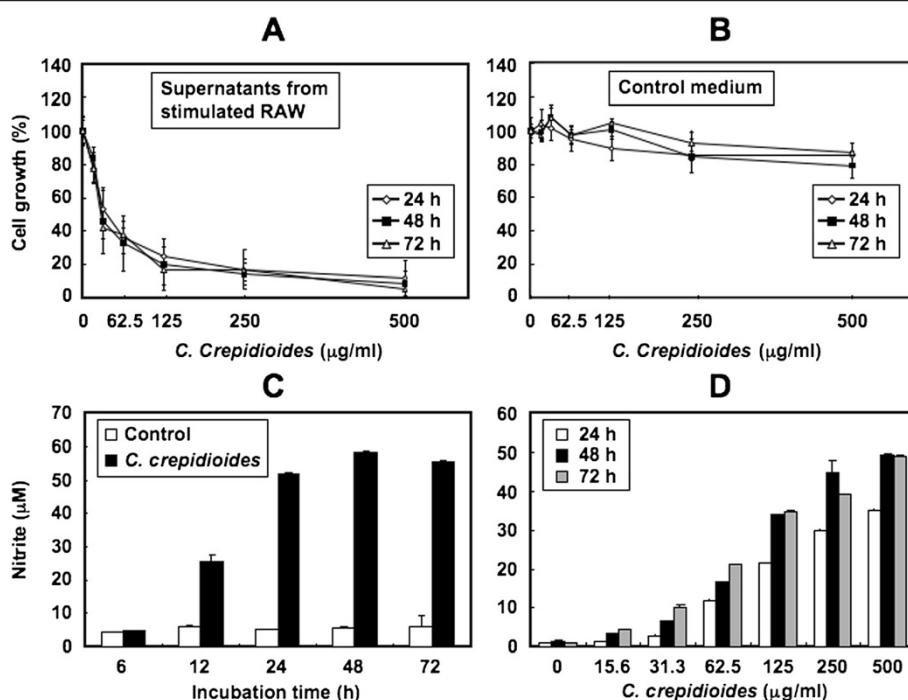 A
B
140
120
100
80
60
40
20
0
Cell growth (%)
Supernatants from
stimulated RAW
24 h
48 h
72 h
0 62.5 125 250 500
C. Crepidioides (μg/ml)
140
120
100
80
60
40
20
0
Control medium
24 h
48 h
72 h
0 62.5 125 250 500
C. Crepidioides (μg/ml)
C
D
70
60
50
40
30
20
10
0
Nitrite (μM)
Control
C. crepidioides
6 12 24 48 72
Incubation time (h)
60
50
40
30
20
10
0
24 h
48 h
72 h
0 15.6 31.3 62.5 125 250 500
C. crepidioides (μg/ml)